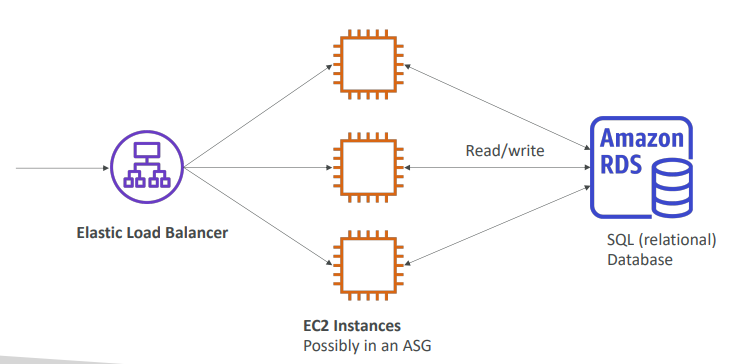 Read/write
Amazon
RDS
Elastic Load Balancer
SQL (relational)
Database
EC2 Instances
Possibly in an ASG